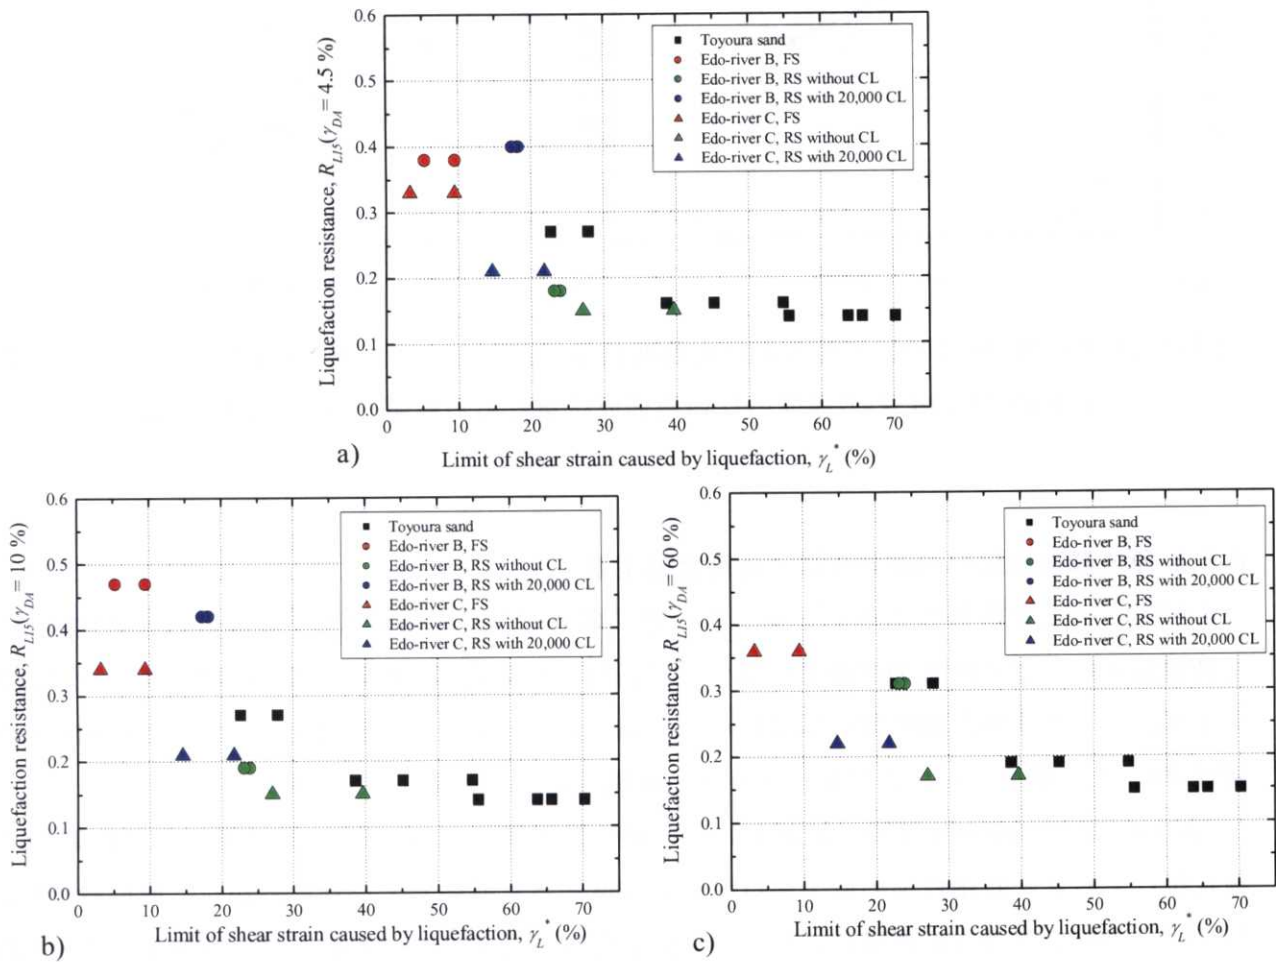 0.6
0.5
0.4
0.3
0.2
0.1
0.0
Liquefaction resistance, R_L15(γ_DA= 4.5 %)
Toyoura sand
Edo-river B, FS
Edo-river B, RS without CL
Edo-river B, RS with 20,000 CL
Edo-river C, FS
Edo-river C, RS without CL
Edo-river C, RS with 20,000 CL
0 10 20 30 40 50 60 70
a)
Limit of shear strain caused by liquefaction, γ_L* (%)
0.6
0.5
0.4
0.3
0.2
0.1
0.0
Liquefaction resistance, R_L15(γ_DA= 10 %)
Toyoura sand
Edo-river B, FS
Edo-river B, RS without CL
Edo-river B, RS with 20,000 CL
Edo-river C, FS
Edo-river C, RS without CL
Edo-river C, RS with 20,000 CL
0 10 20 30 40 50 60 70
b)
Limit of shear strain caused by liquefaction, γ_L* (%)
0.6
0.5
0.4
0.3
0.2
0.1
0.0
Liquefaction resistance, R_L15(γ_DA= 60 %)
Toyoura sand
Edo-river B, FS
Edo-river B, RS without CL
Edo-river B, RS with 20,000 CL
Edo-river C, FS
Edo-river C, RS without CL
Edo-river C, RS with 20,000 CL
0 10 20 30 40 50 60 70
c)
Limit of shear strain caused by liquefaction, γ_L* (%)